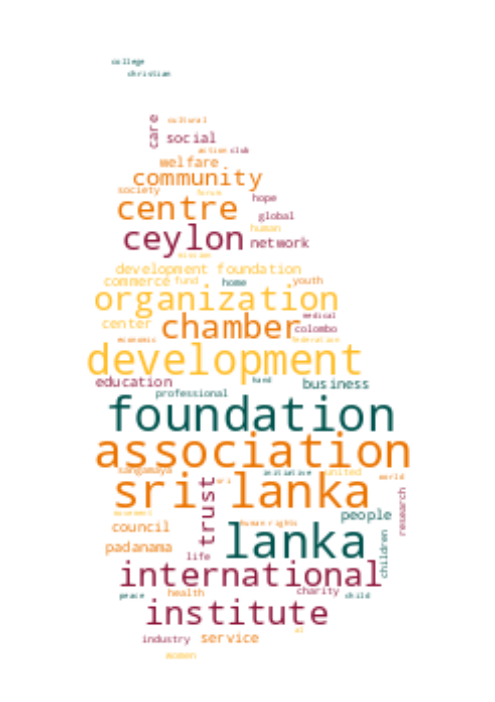 college
christian
care
cultural
social
action club
welfare
community
society
force
centre
hope
global
ceylon
human
network
mission
development foundation
commerce fund home youth
organization
medical
center chamber colombo
economic federation
development
education hand business
professional
foundation
association
sangamaya initiative united
sri lanka
sri world
trust
research
movement
people
council human rights
lanka
children
padanama
life
international
peace health charity child
institute
industry service
women